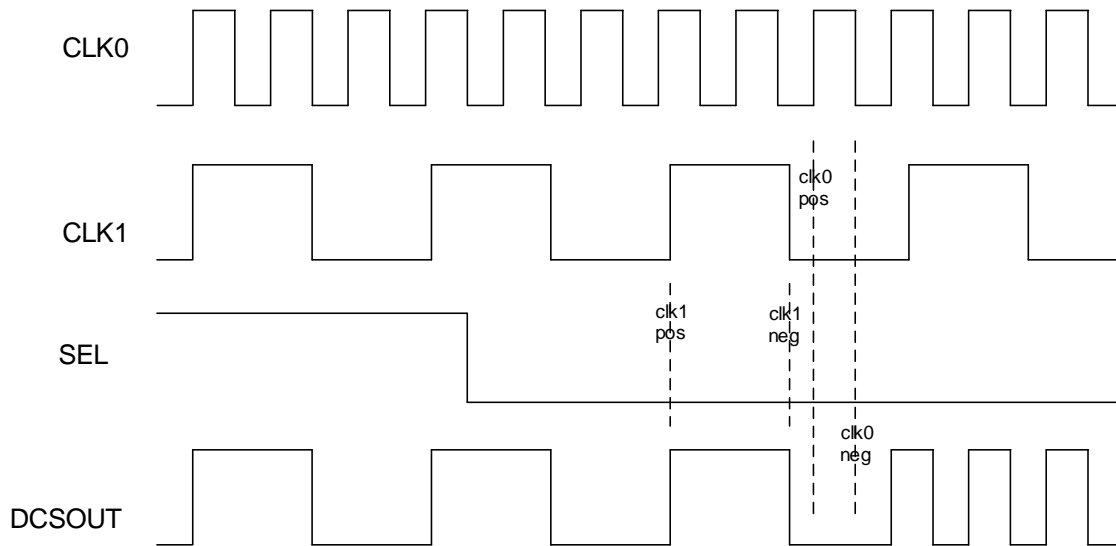 CLK0
CLK1
clk0
pos
SEL
clk1
pos
clk1
neg
clk0
neg
DCSOUT